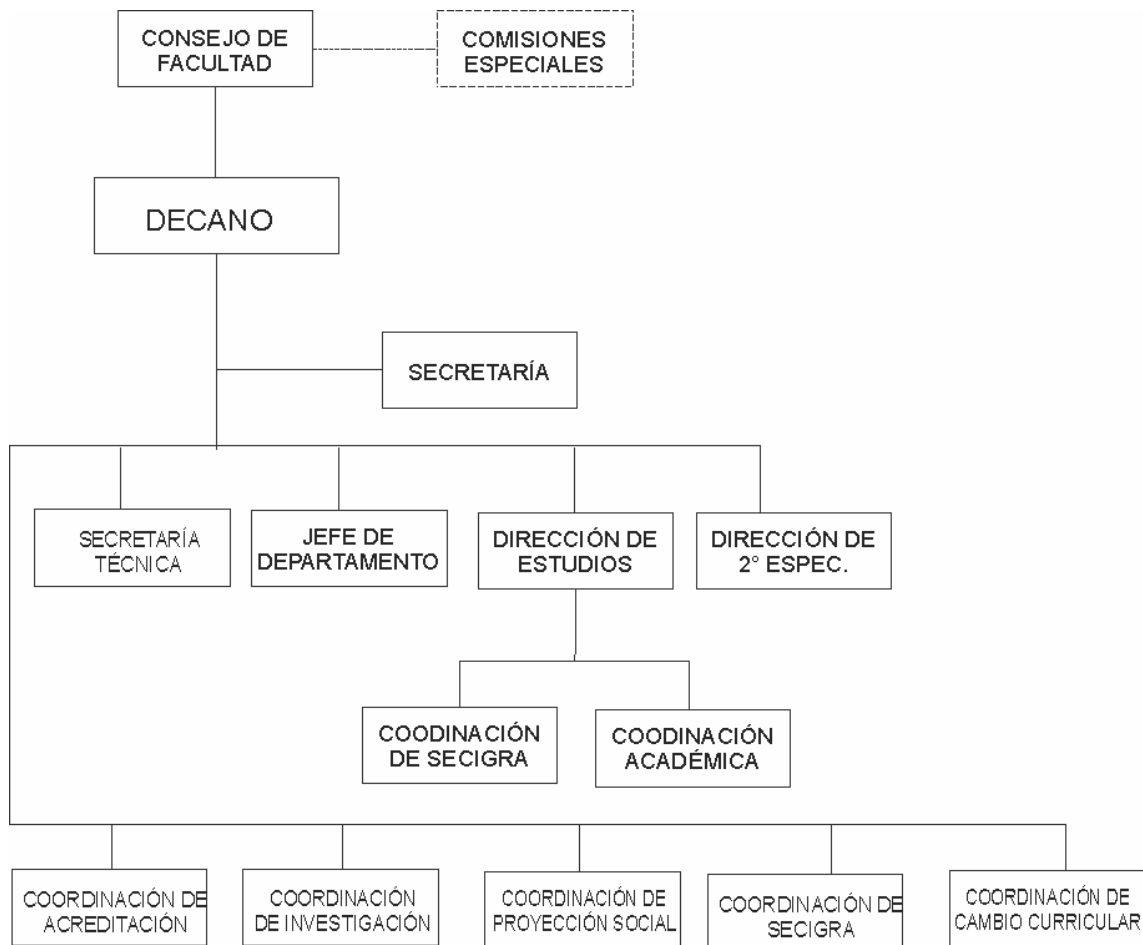 CONSEJO DE
FACULTAD
COMISIONES
ESPECIALES
DECANO
SECRETARÍA
SECRETARÍA
TÉCNICA
JEFE DE
DEPARTAMENTO
DIRECCIÓN DE
ESTUDIOS
DIRECCIÓN DE
2° ESPEC.
COODINACIÓN
DE SECIGRA
COODINACIÓN
ACADÉMICA
COORDINACIÓN DE
ACREDITACIÓN
COORDINACIÓN
DE INVESTIGACIÓN
COORDINACIÓN DE
PROYECCIÓN SOCIAL
COORDINACIÓN DE
SECIGRA
COORDINACIÓN DE
CAMBIO CURRICULAR